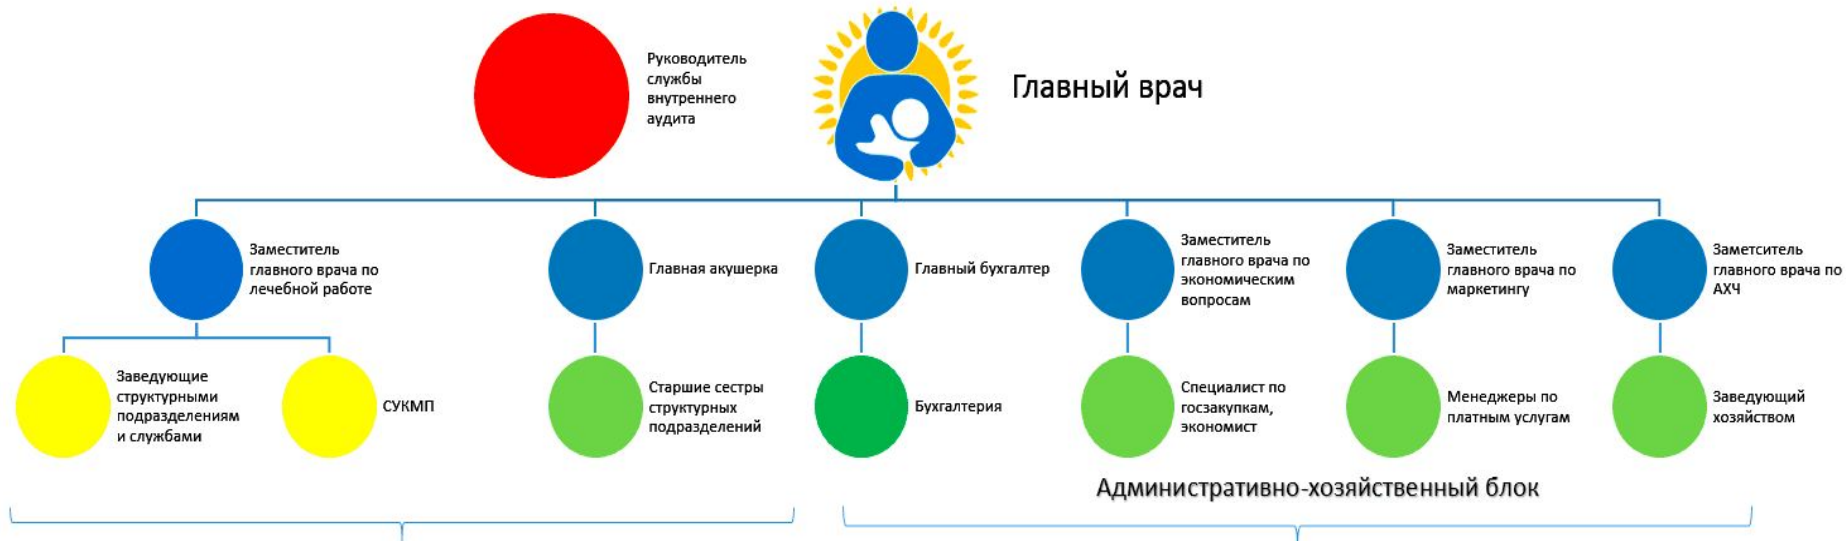 Руководитель
службы
внутреннего
аудита
Главный врач
Заместитель
главного врача по
лечебной работе
Главная акушерка
Главный бухгалтер
Заместитель
главного врача по
экономическим
вопросам
Заместитель
главного врача по
маркетингу
Заметситель
главного врача по
АХЧ
Заведующие
структурными
подразделениям
и службами
СУКМП
Старшие сестры
структурных
подразделений
Бухгалтерия
Специалист по
госзакупкам,
экономист
Менеджеры по
платным услугам
Заведующий
хозяйством
Административно-хозяйственный блок